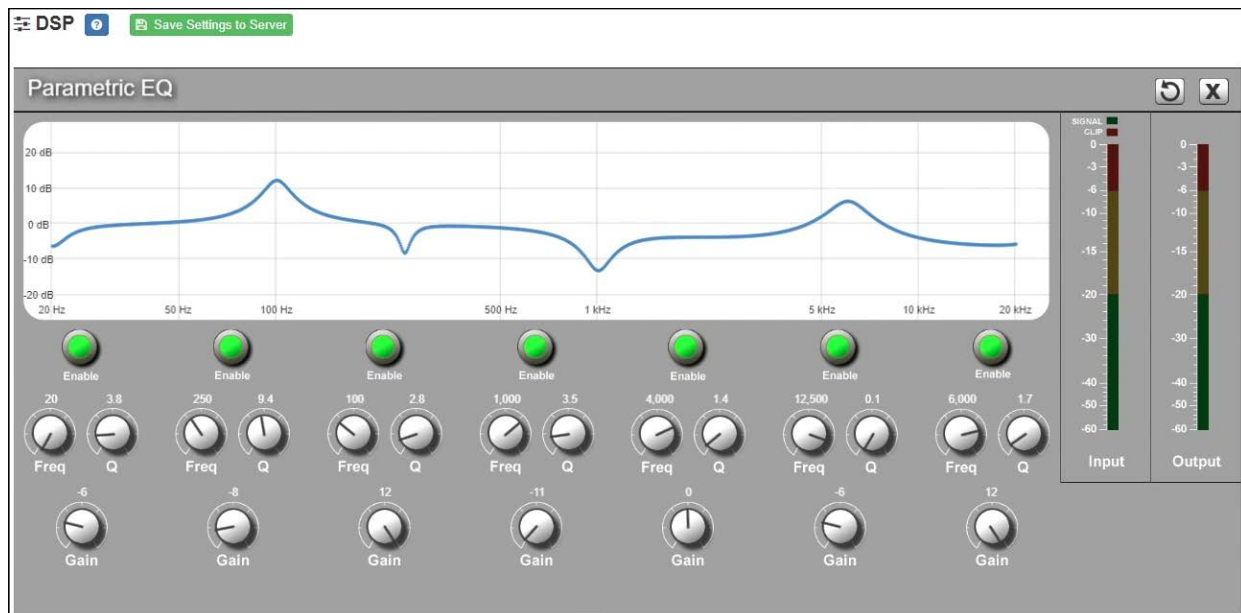 DSP ? Save Settings to Server
Parametric EQ X
SIGNAL
CLIP
20 dB
10 dB
0 dB
-10 dB
-20 dB
20 Hz 50 Hz 100 Hz 500 Hz 1 kHz 5 kHz 10 kHz 20 kHz
Enable Enable Enable Enable Enable Enable Enable
20 3.8 250 9.4 100 2.8 1,000 3.5 4,000 1.4 12,500 0.1 6,000 1.7
Freq Q Freq Q Freq Q Freq Q Freq Q Freq Q Freq Q
-6 -8 12 -11 0 -6 12
Gain Gain Gain Gain Gain Gain Gain
0 0
-3 -3
-6 -6
-10 -10
-15 -15
-20 -20
-30 -30
-40 -40
-50 -50
-60 -60
Input Output